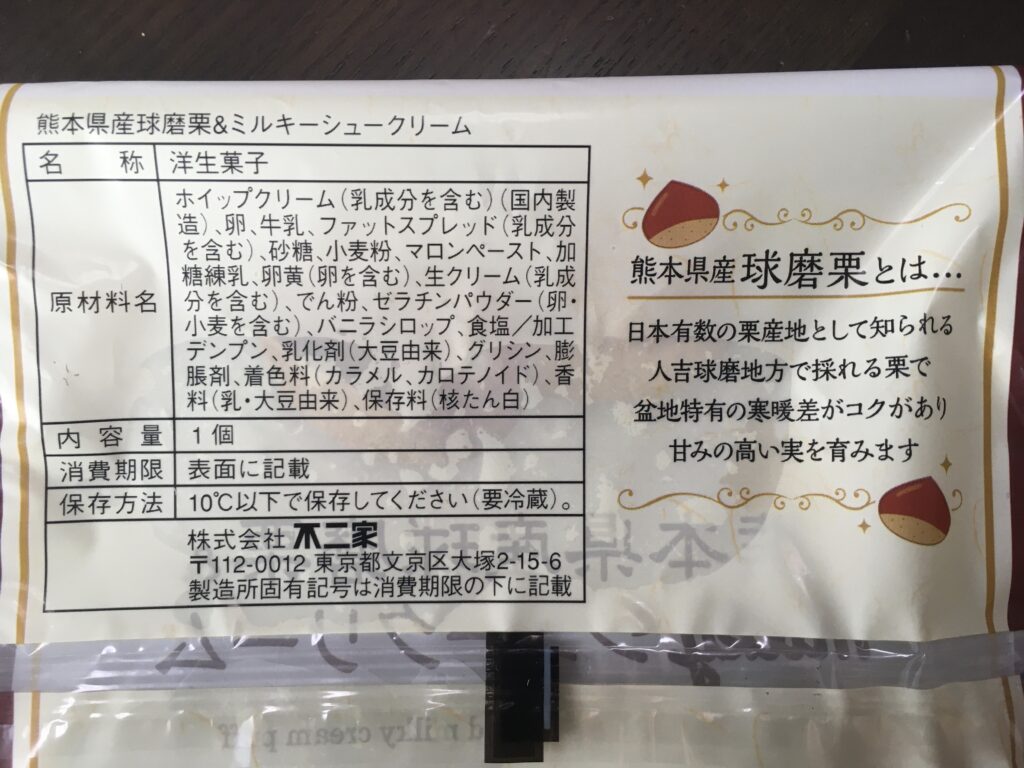 熊本県産球磨栗&ミルキーシュークリーム
名称 洋生菓子
原材料名
ホイップクリーム(乳成分を含む)(国内製
造)、卵、牛乳、ファットスプレッド(乳成分
を含む)、砂糖、小麦粉、マロンペースト、加
糖練乳、卵黄(卵を含む)、生クリーム(乳成
分を含む)、でん粉、ゼラチンパウダー(卵・
小麦を含む)、バニラシロップ、食塩/加工
デンプン、乳化剤(大豆由来)、グリシン、膨
脹剤、着色料(カラメル、カロテノイド)、香
料(乳・大豆由来)、保存料(核たん白)
内容量 1個
消費期限 表面に記載
保存方法 10℃以下で保存してください(要冷蔵)。
株式会社 不二家
〒112-0012 東京都文京区大塚2-15-6
製造所固有記号は消費期限の下に記載
熊本県産 球磨栗とは…
日本有数の栗産地として知られる
人吉球磨地方で採れる栗で
盆地特有の寒暖差がコクがあり
甘みの高い実を育みます
本県産球磨
クリーム
milky cream puff